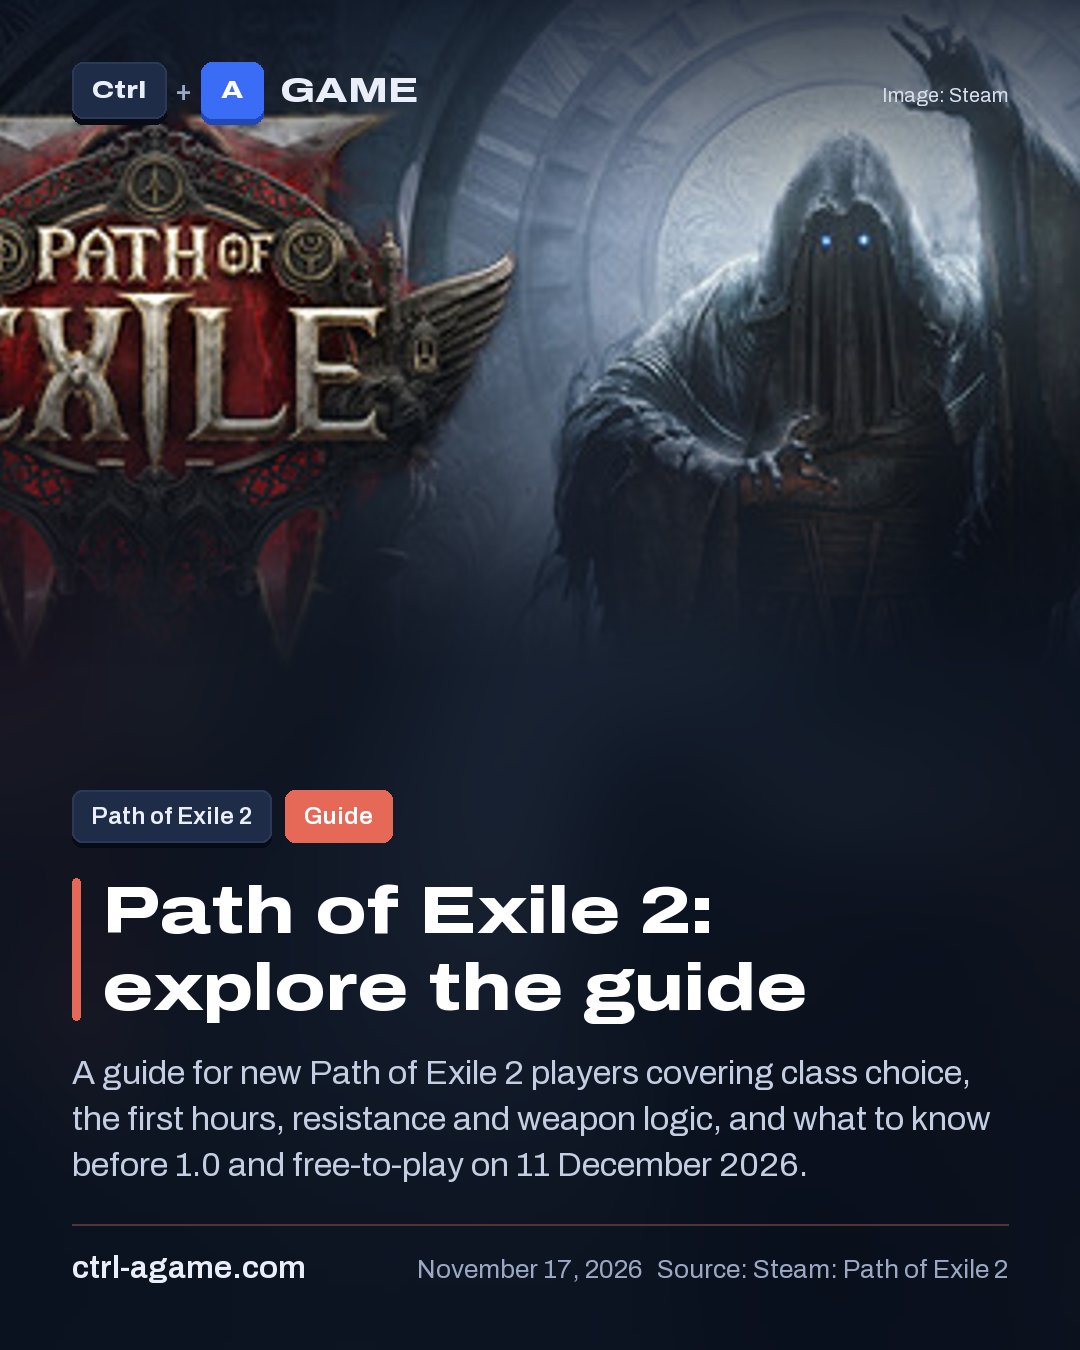 Ctrl + A GAME
Image: Steam
PATH OF
EXILE
Path of Exile 2
Guide
Path of Exile 2:
explore the guide
A guide for new Path of Exile 2 players covering class choice,
the first hours, resistance and weapon logic, and what to know
before 1.0 and free-to-play on 11 December 2026.
ctrl-agame.com
November 17, 2026 Source: Steam: Path of Exile 2